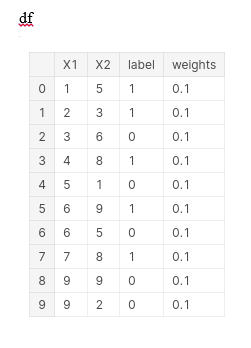 df
X1 X2 label weights
0 1 5 1 0.1
1 2 3 1 0.1
2 3 6 0 0.1
3 4 8 1 0.1
4 5 1 0 0.1
5 6 9 1 0.1
6 6 5 0 0.1
7 7 8 1 0.1
8 9 9 0 0.1
9 9 2 0 0.1